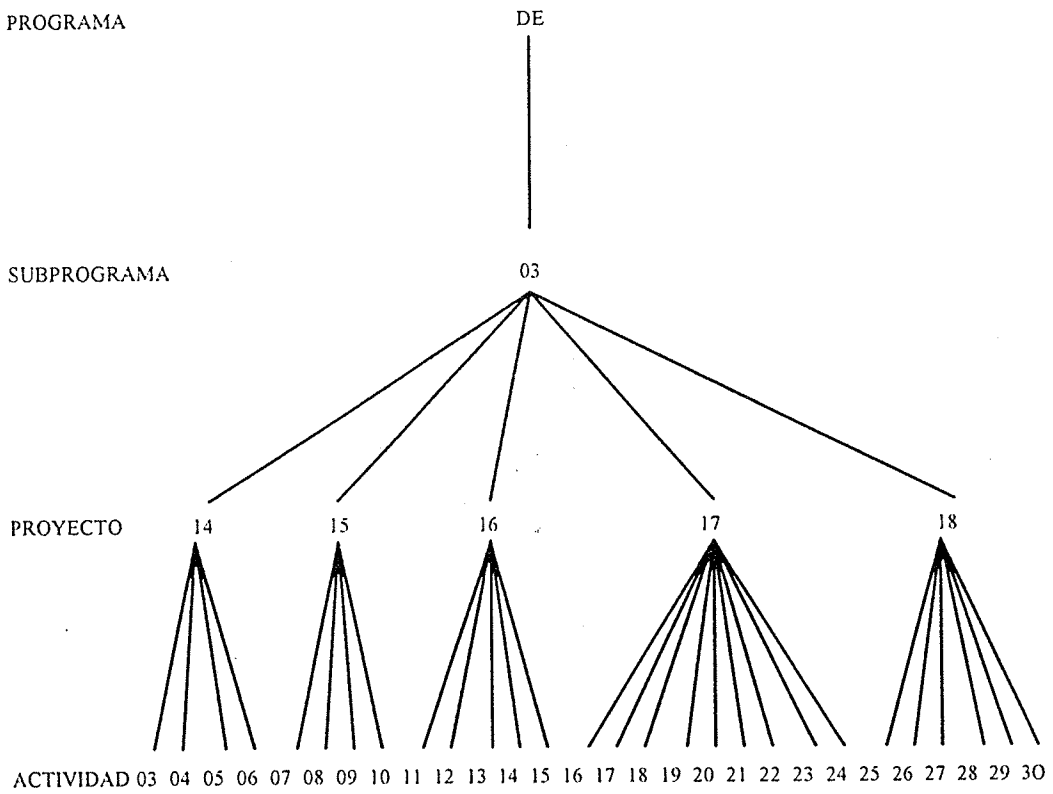 PROGRAMA DE
SUBPROGRAMA 03
PROYECTO 14 15 16 17 18
ACTIVIDAD 03 04 05 06 07 08 09 10 11 12 13 14 15 16 17 18 19 20 21 22 23 24 25 26 27 28 29 30